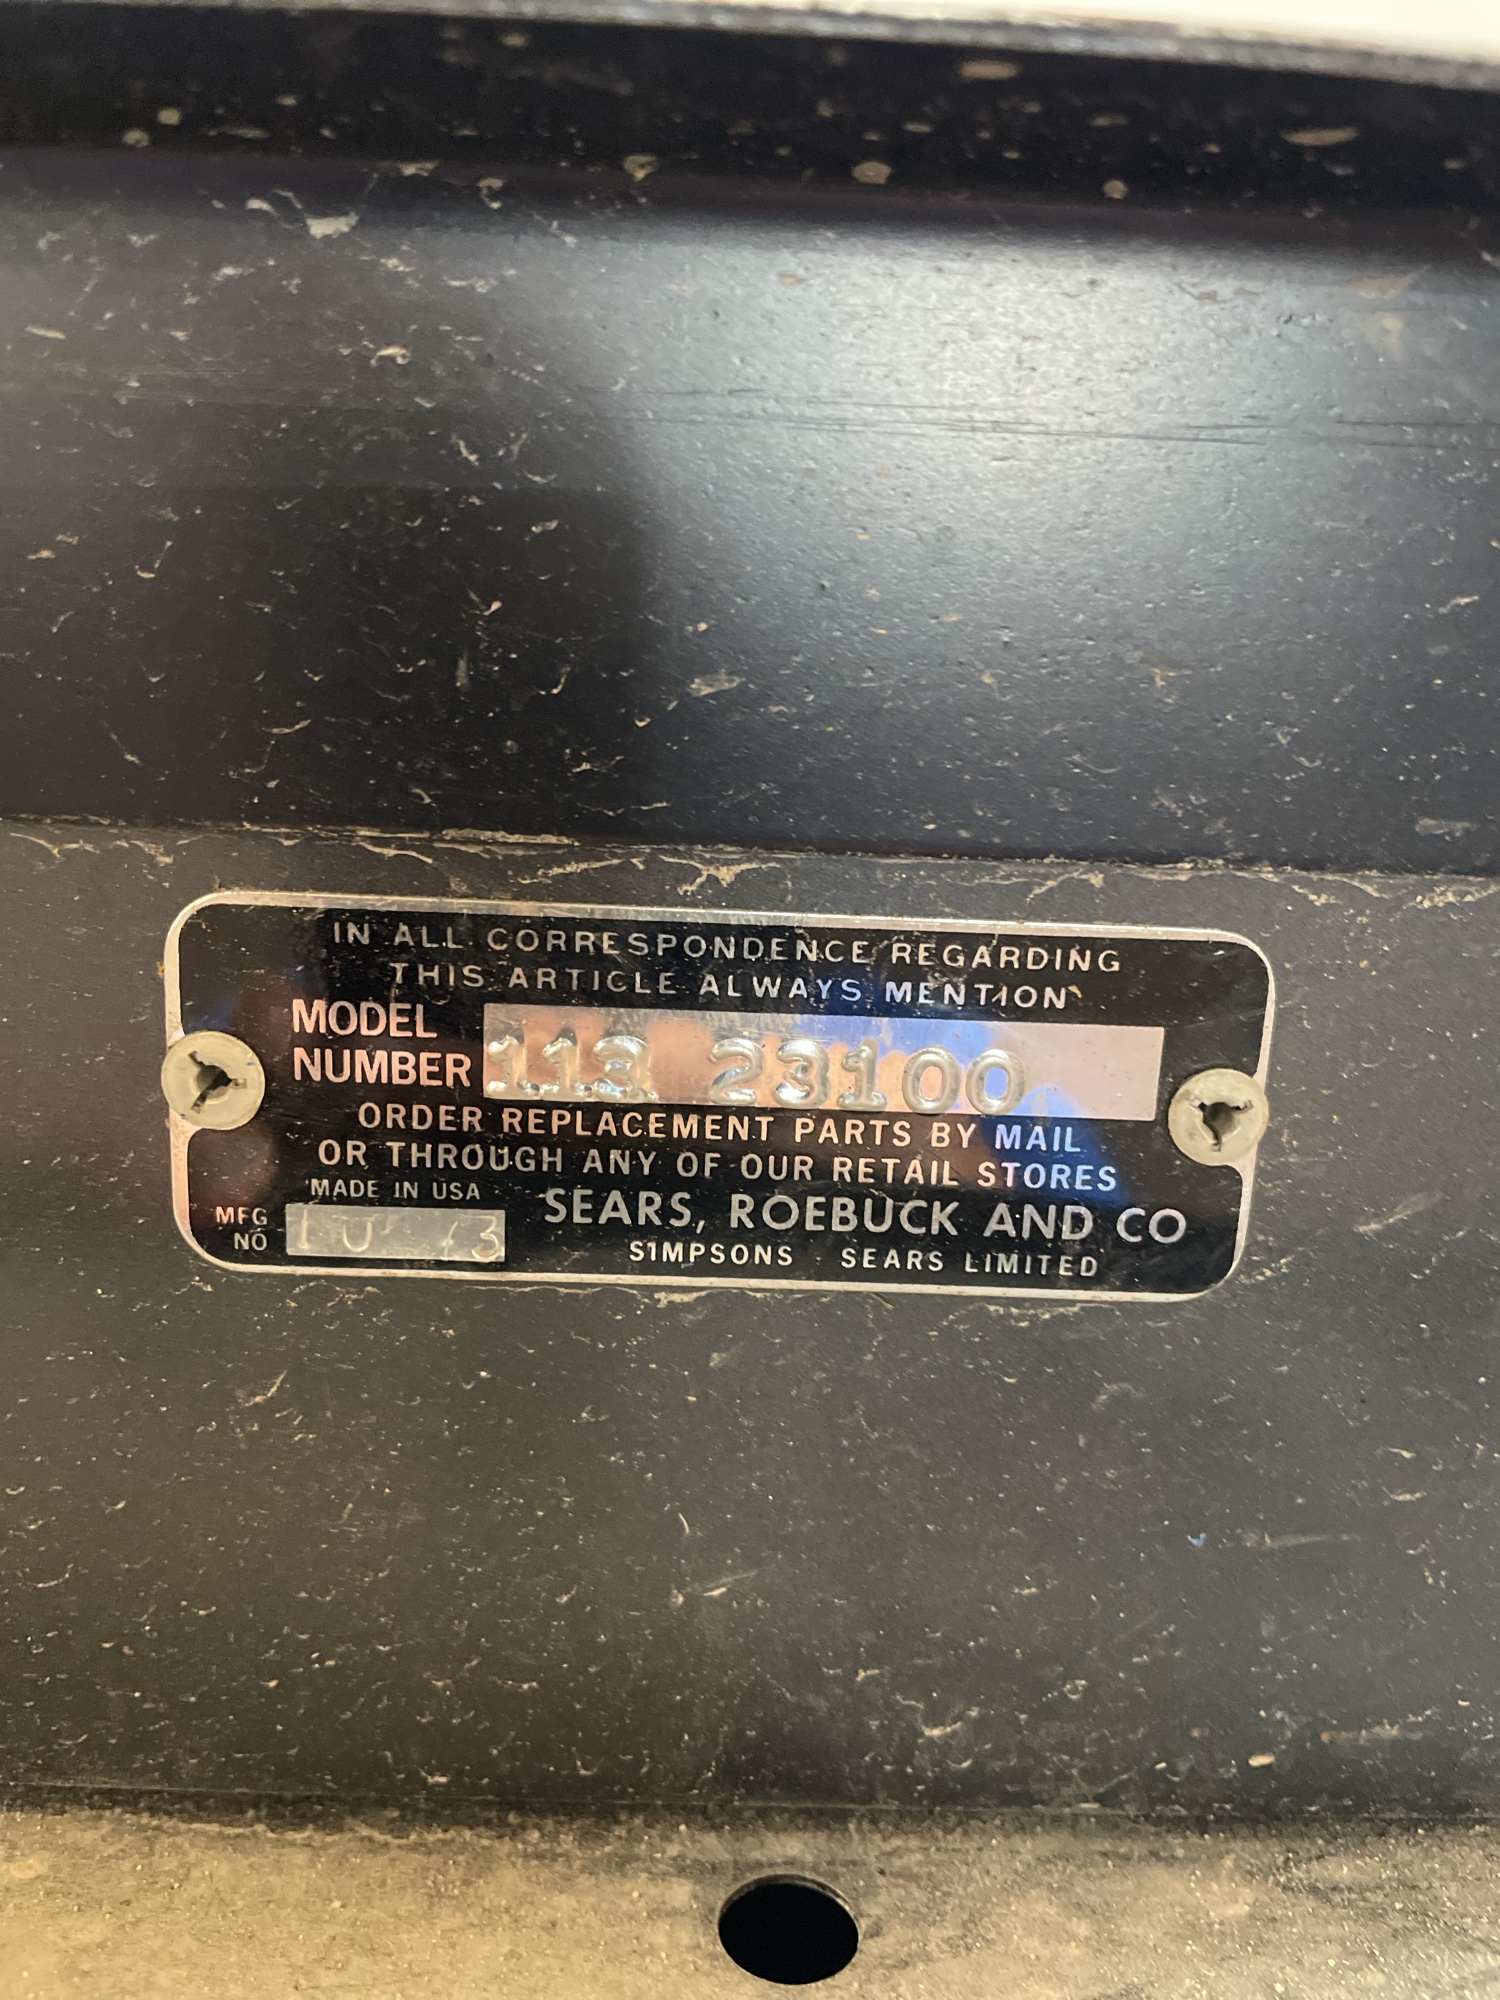 IN ALL CORRESPONDENCE REGARDING
THIS ARTICLE ALWAYS MENTION
MODEL NUMBER 113 23100
ORDER REPLACEMENT PARTS BY MAIL
OR THROUGH ANY OF OUR RETAIL STORES
MADE IN USA
SEARS, ROEBUCK AND CO
MFG NO
SIMPSONS SEARS LIMITED